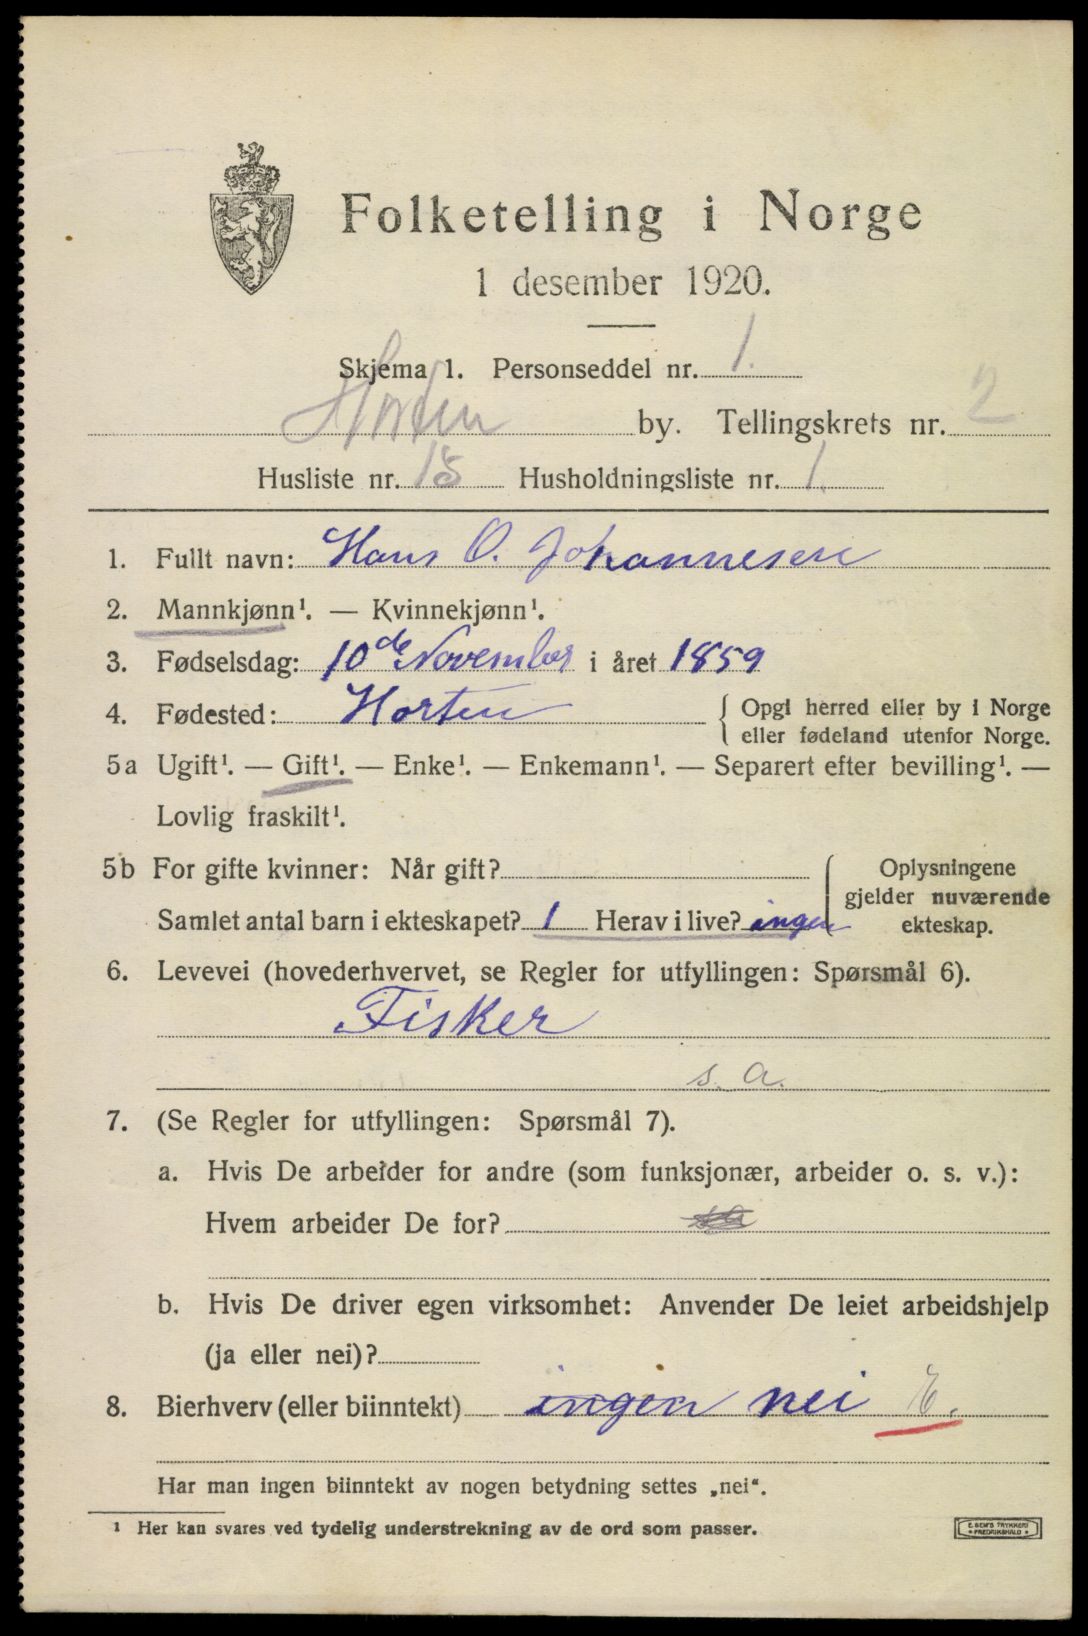 Folketelling i Norge
1 desember 1920.
Skjema 1. Personseddel nr. 1.
Horten by. Tellingskrets nr. 2
Husliste nr. 15 Husholdningsliste nr. 1.
1. Fullt navn: Hans O. Johannesen
2. Mannkjønn¹. — Kvinnekjønn¹.
3. Fødselsdag: 10de November i året 1859
4. Fødested: Horten { Opgi herred eller by i Norge
eller fødeland utenfor Norge.
5a Ugift¹. — Gift¹. — Enke¹. — Enkemann¹. — Separert efter bevilling¹. —
Lovlig fraskilt¹.
5b For gifte kvinner: Når gift? Oplysningene
gjelder nuværende
Samlet antal barn i ekteskapet? 1 Herav i live? ingen ekteskap.
6. Levevei (hovederhvervet, se Regler for utfyllingen: Spørsmål 6).
Fisker
s. a.
7. (Se Regler for utfyllingen: Spørsmål 7).
a. Hvis De arbeider for andre (som funksjonær, arbeider o. s. v.):
Hvem arbeider De for?
b. Hvis De driver egen virksomhet: Anvender De leiet arbeidshjelp
(ja eller nei)?
8. Bierhverv (eller biinntekt) ingen nei E.
Har man ingen biinntekt av nogen betydning settes „nei“.
¹ Her kan svares ved tydelig understrekning av de ord som passer.
E. SEM'S TRYKKERI
• FREDRIKSHALD •